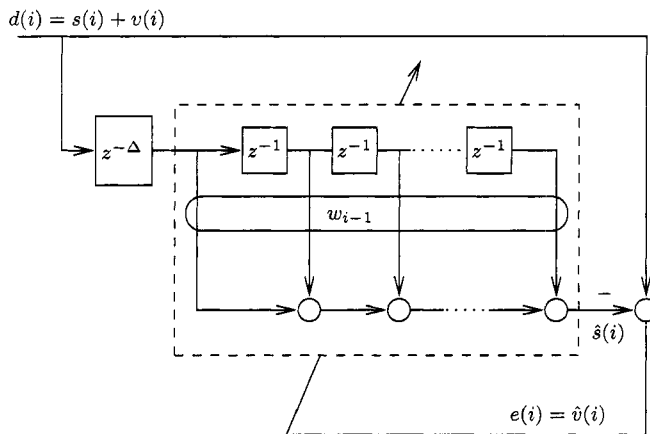 d(i) = s(i) + v(i)
z^{-Δ}
z^{-1} z^{-1} z^{-1}
w_{i-1}
−
ŝ(i)
e(i) = v̂(i)